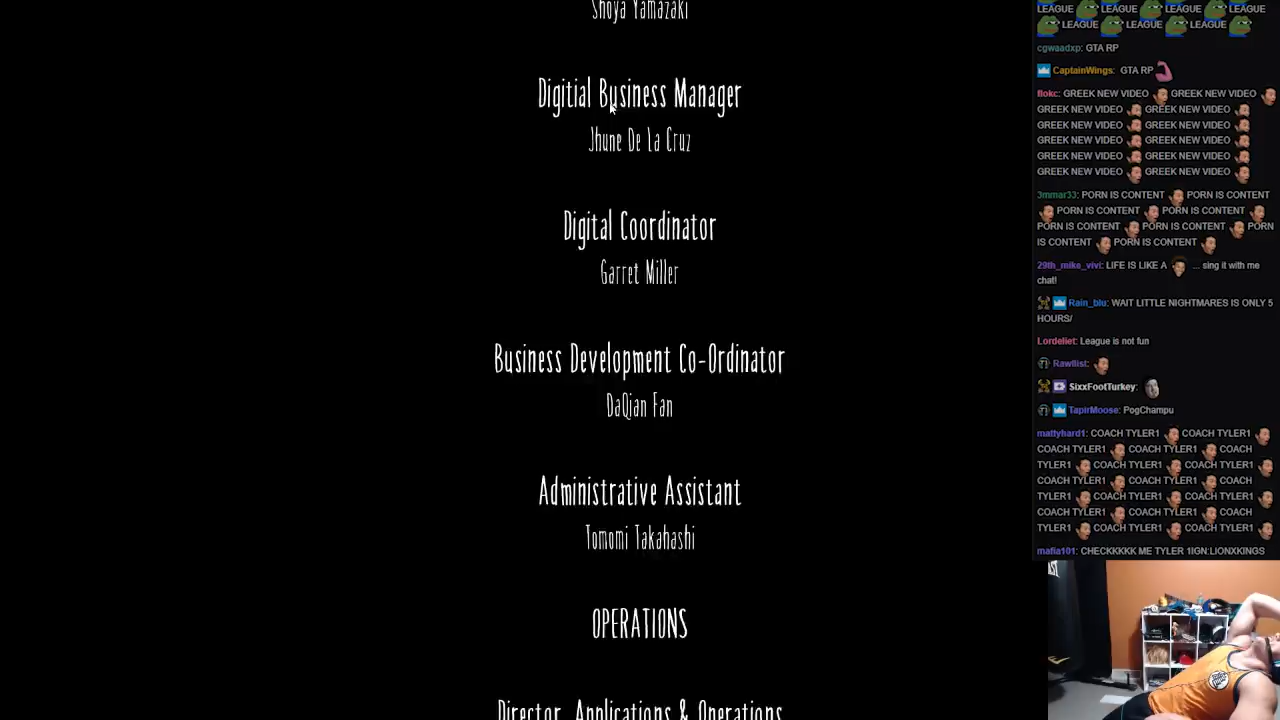 Shoya Yamazaki
Digitial Business Manager
Jhune De La Cruz
Digital Coordinator
Garret Miller
Business Development Co-Ordinator
DaQian Fan
Administrative Assistant
Tomomi Takahashi
OPERATIONS
Director, Applications & Operations
LEAGUE LEAGUE LEAGUE LEAGUE
LEAGUE LEAGUE LEAGUE
cgwaadxp: GTA RP
CaptainWings: GTA RP
flokc: GREEK NEW VIDEO GREEK NEW VIDEO
GREEK NEW VIDEO GREEK NEW VIDEO
GREEK NEW VIDEO GREEK NEW VIDEO
GREEK NEW VIDEO GREEK NEW VIDEO
GREEK NEW VIDEO GREEK NEW VIDEO
GREEK NEW VIDEO GREEK NEW VIDEO
3mmar33: PORN IS CONTENT PORN IS CONTENT
PORN IS CONTENT PORN IS CONTENT
PORN IS CONTENT PORN IS CONTENT PORN
IS CONTENT PORN IS CONTENT
29th_mike_vivi: LIFE IS LIKE A ... sing it with me
chat!
Rain_blu: WAIT LITTLE NIGHTMARES IS ONLY 5
HOURS/
Lordeliet: League is not fun
Rawllist:
SixxFootTurkey:
TapirMoose: PogChampu
mattyhard1: COACH TYLER1 COACH TYLER1
COACH TYLER1 COACH TYLER1 COACH
TYLER1 COACH TYLER1 COACH TYLER1
COACH TYLER1 COACH TYLER1 COACH
TYLER1 COACH TYLER1 COACH TYLER1
COACH TYLER1 COACH TYLER1 COACH
TYLER1 COACH TYLER1 COACH TYLER1
mafia101: CHECKKKKK ME TYLER 1IGN:LIONXKINGS